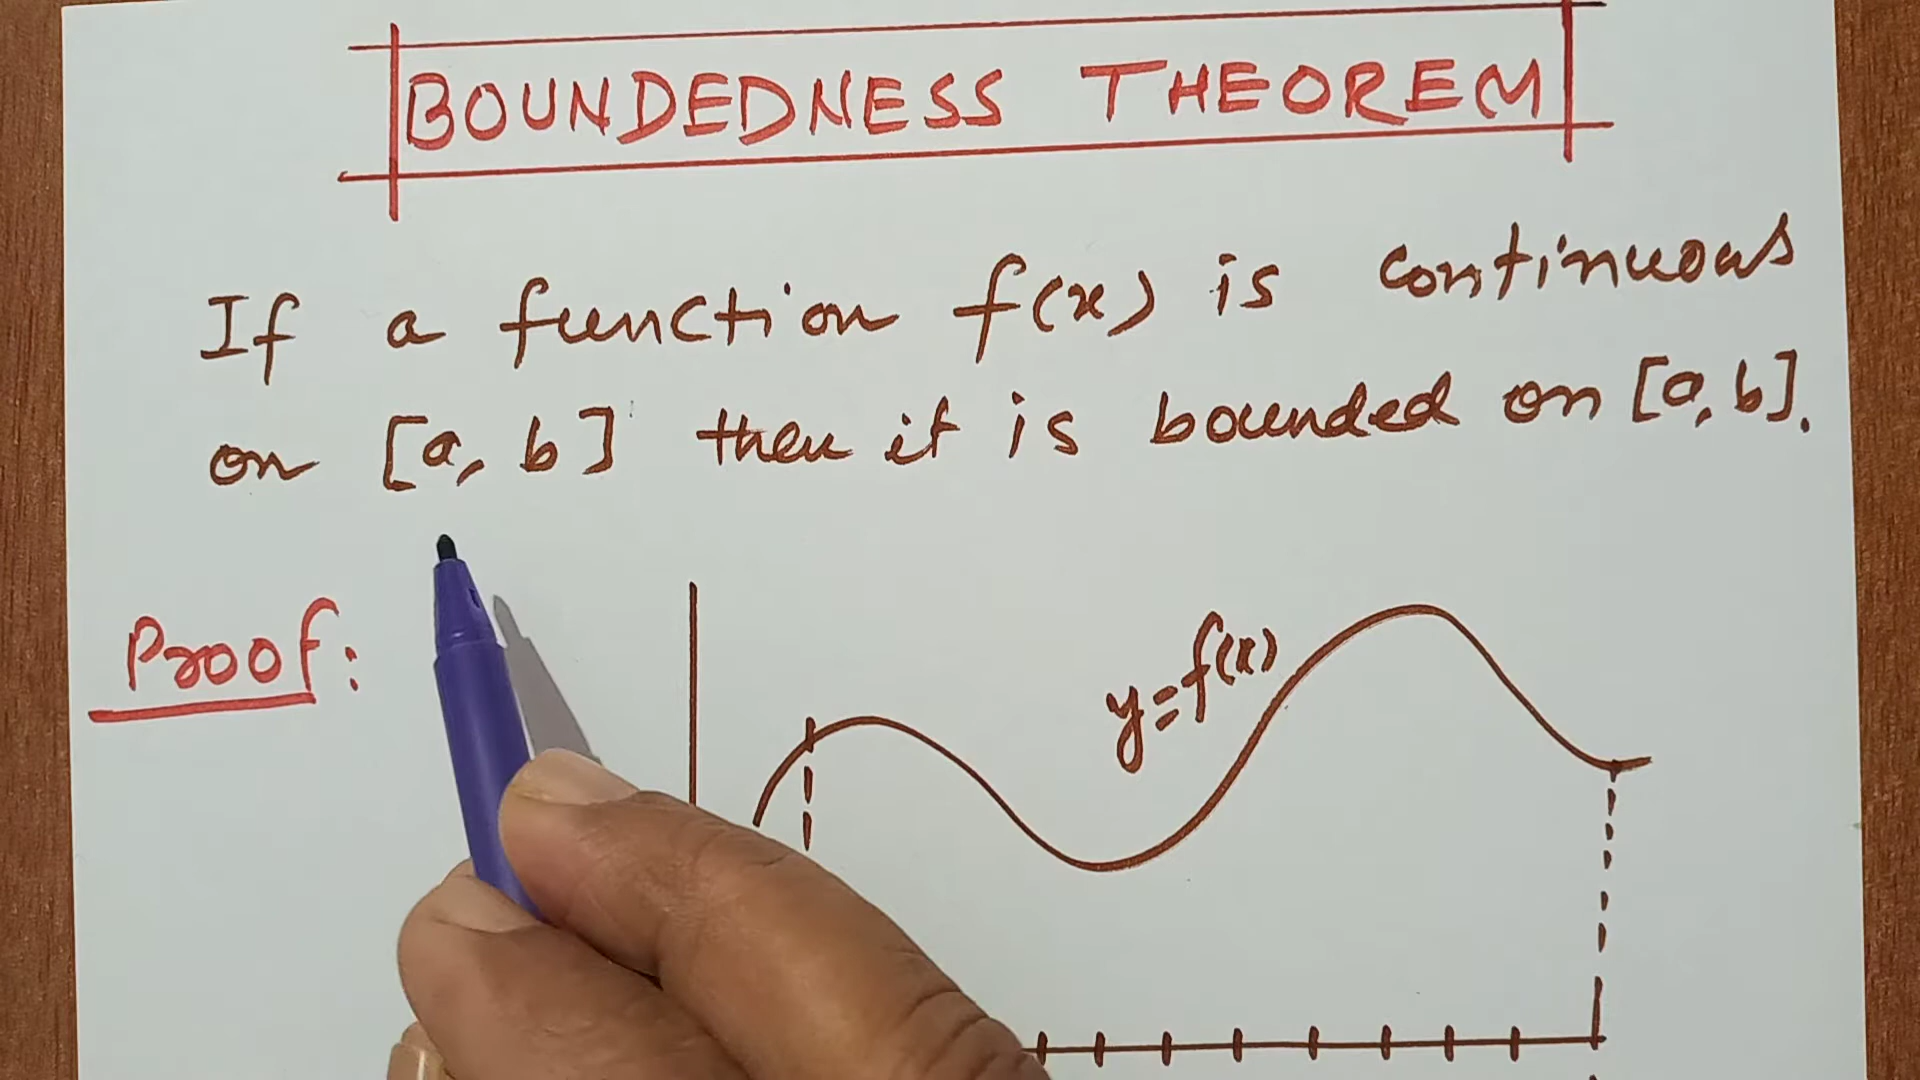 BOUNDEDNESS THEOREM
If a function f(x) is continuous
on [a, b] then it is bounded on [a, b].
Proof:
y=f(x)